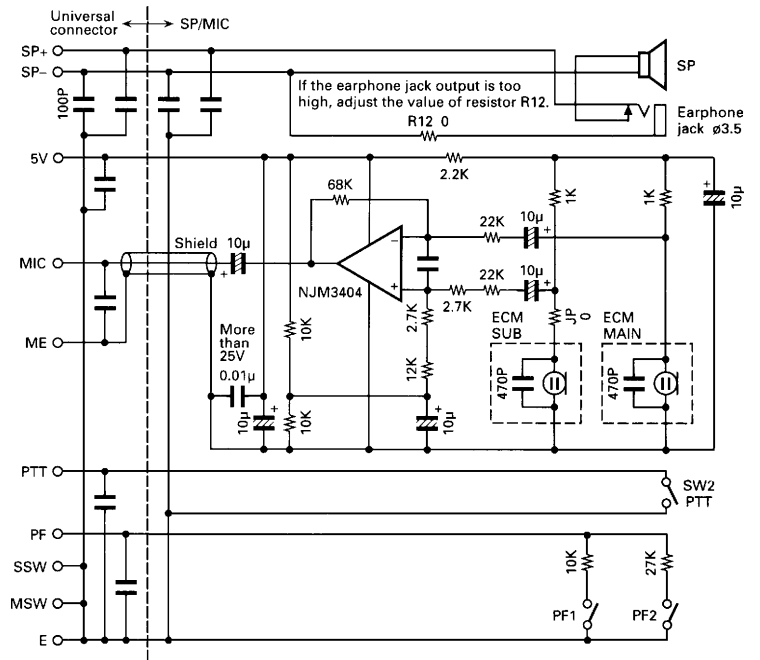 Universal
connector
SP/MIC
SP+
SP–
SP
100P
If the earphone jack output is too
high, adjust the value of resistor R12.
R12 0
Earphone
jack ø3.5
5V
2.2K
68K
1K
1K
10µ
+
22K
10µ
+
MIC
Shield
10µ
+
–
+
NJM3404
22K
10µ
+
2.7K
2.7K
ME
More
than
25V
0.01µ
10K
12K
ECM
SUB
JP
0
ECM
MAIN
470P
470P
10µ
+
10K
+
10µ
PTT
SW2
PTT
PF
10K
27K
SSW
MSW
PF1
PF2
E